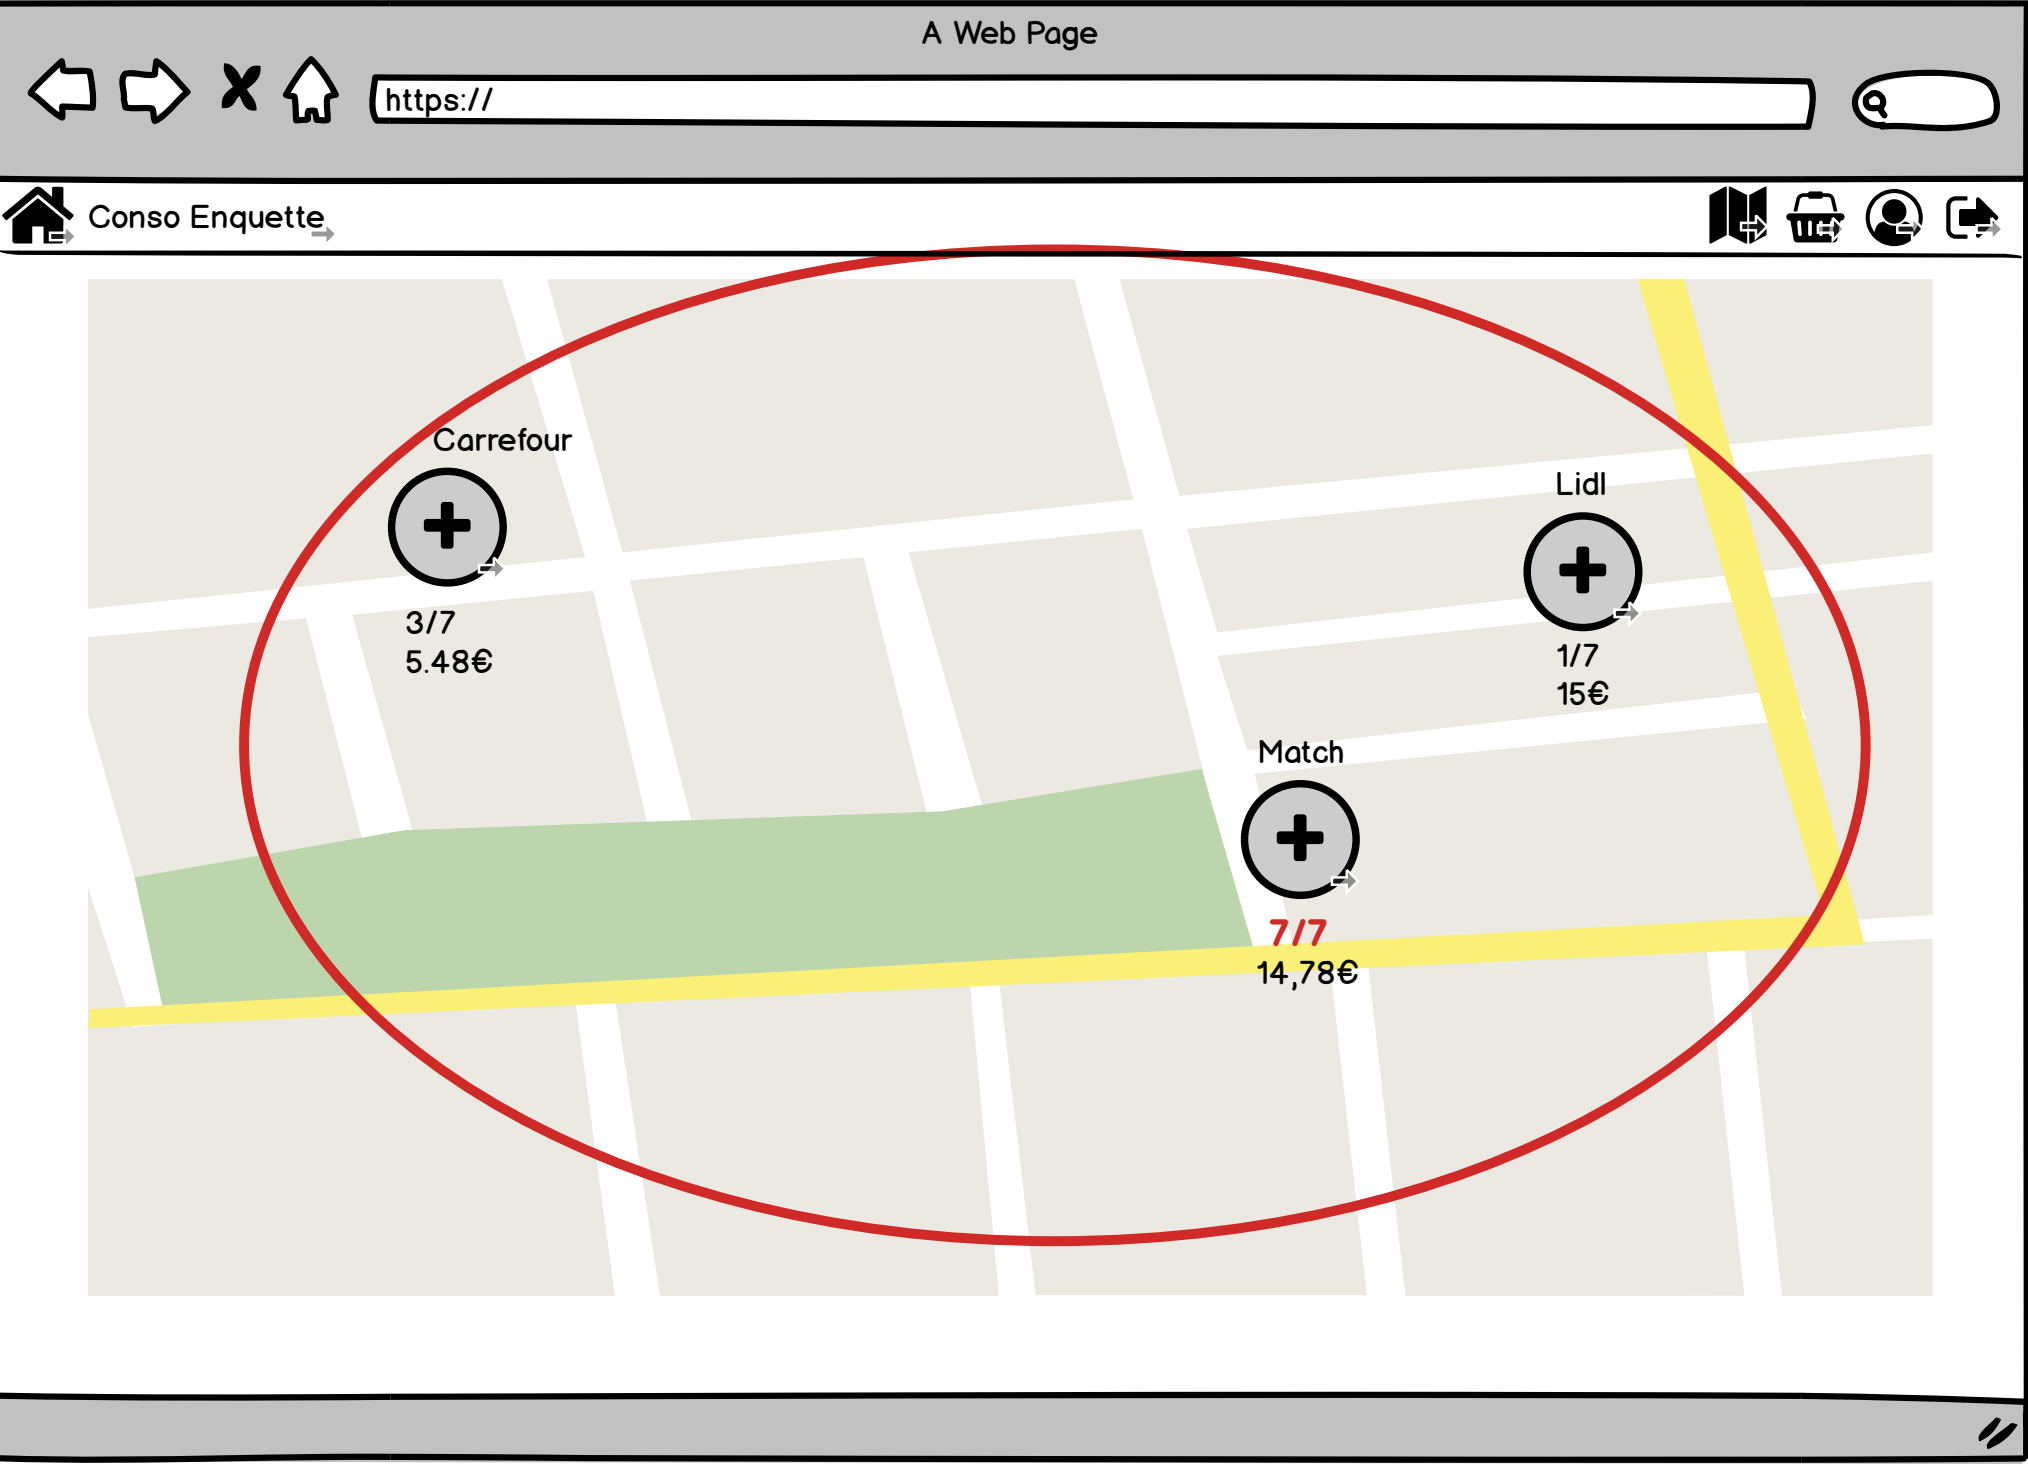 A Web Page
https://
Conso Enquette
Carrefour
3/7
5.48€
Lidl
1/7
15€
Match
7/7
14,78€